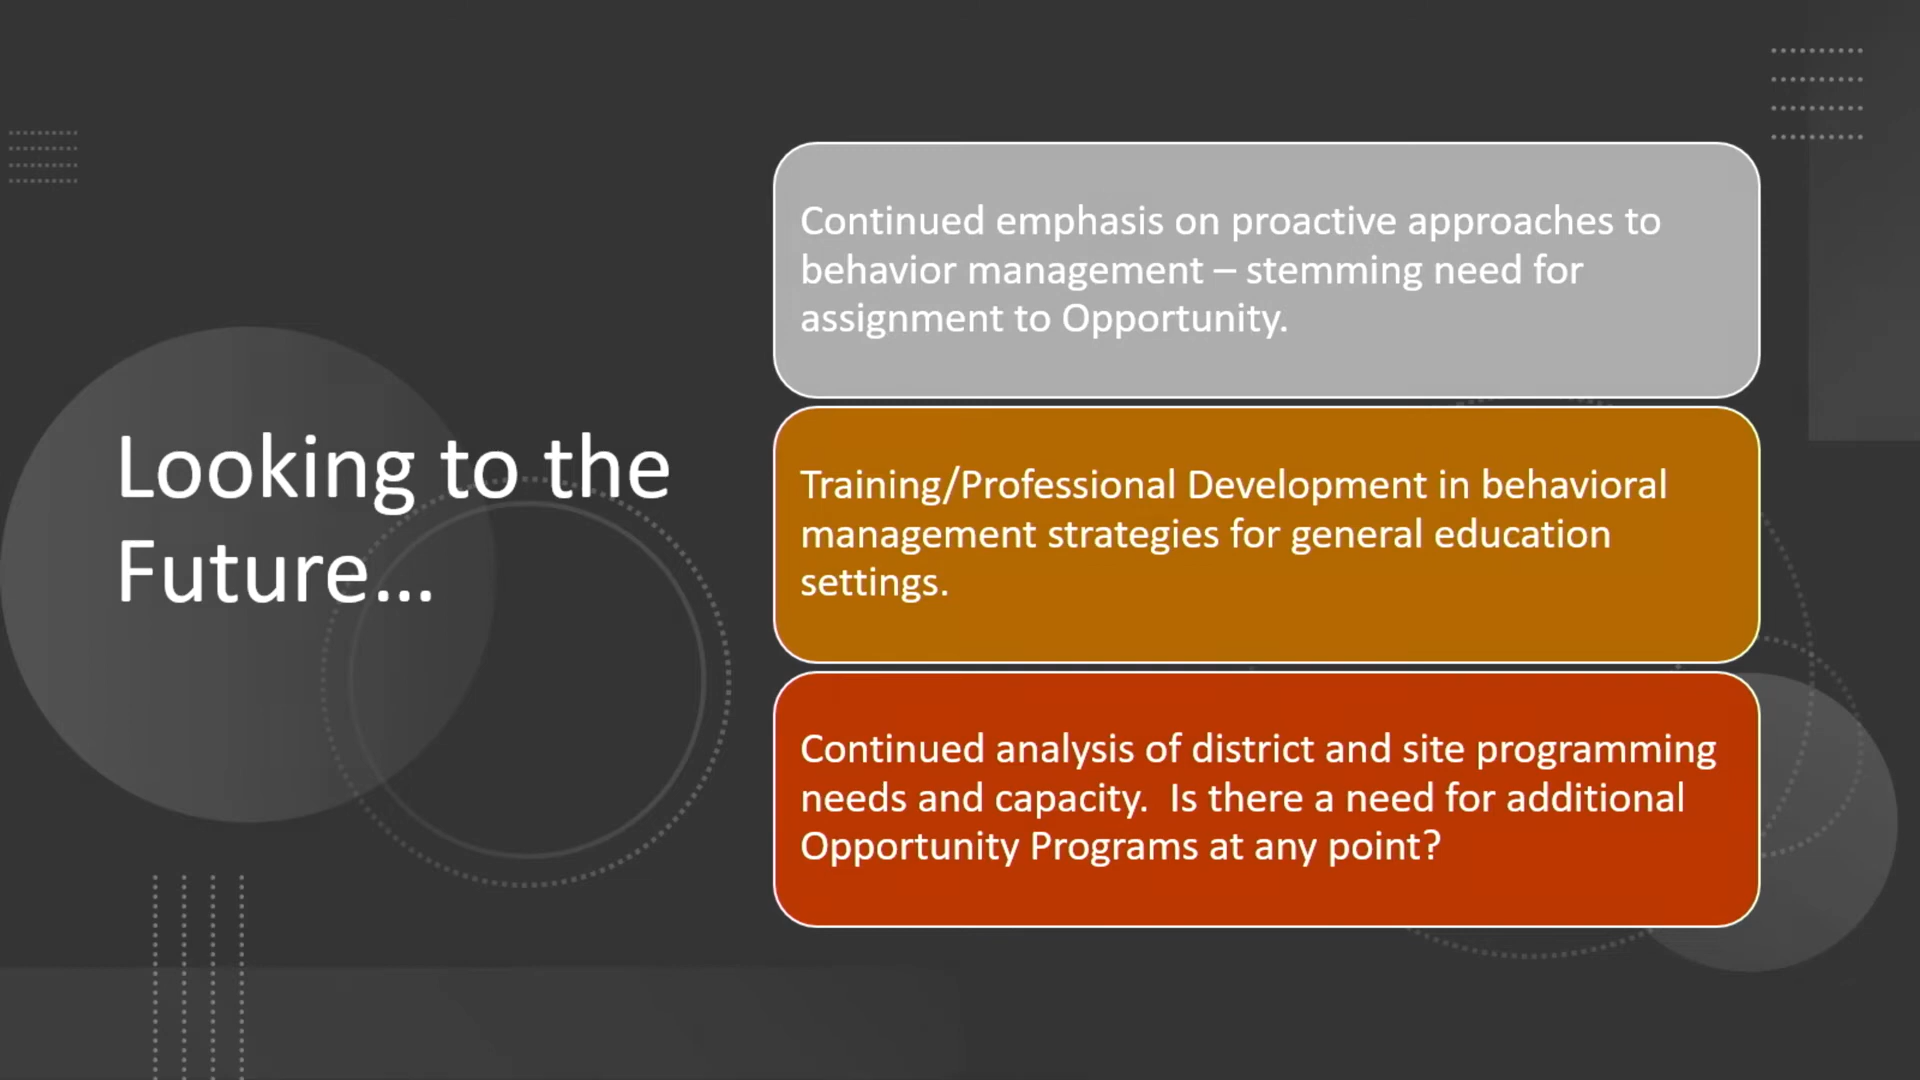 Looking to the
Future...
Continued emphasis on proactive approaches to
behavior management – stemming need for
assignment to Opportunity.
Training/Professional Development in behavioral
management strategies for general education
settings.
Continued analysis of district and site programming
needs and capacity.  Is there a need for additional
Opportunity Programs at any point?